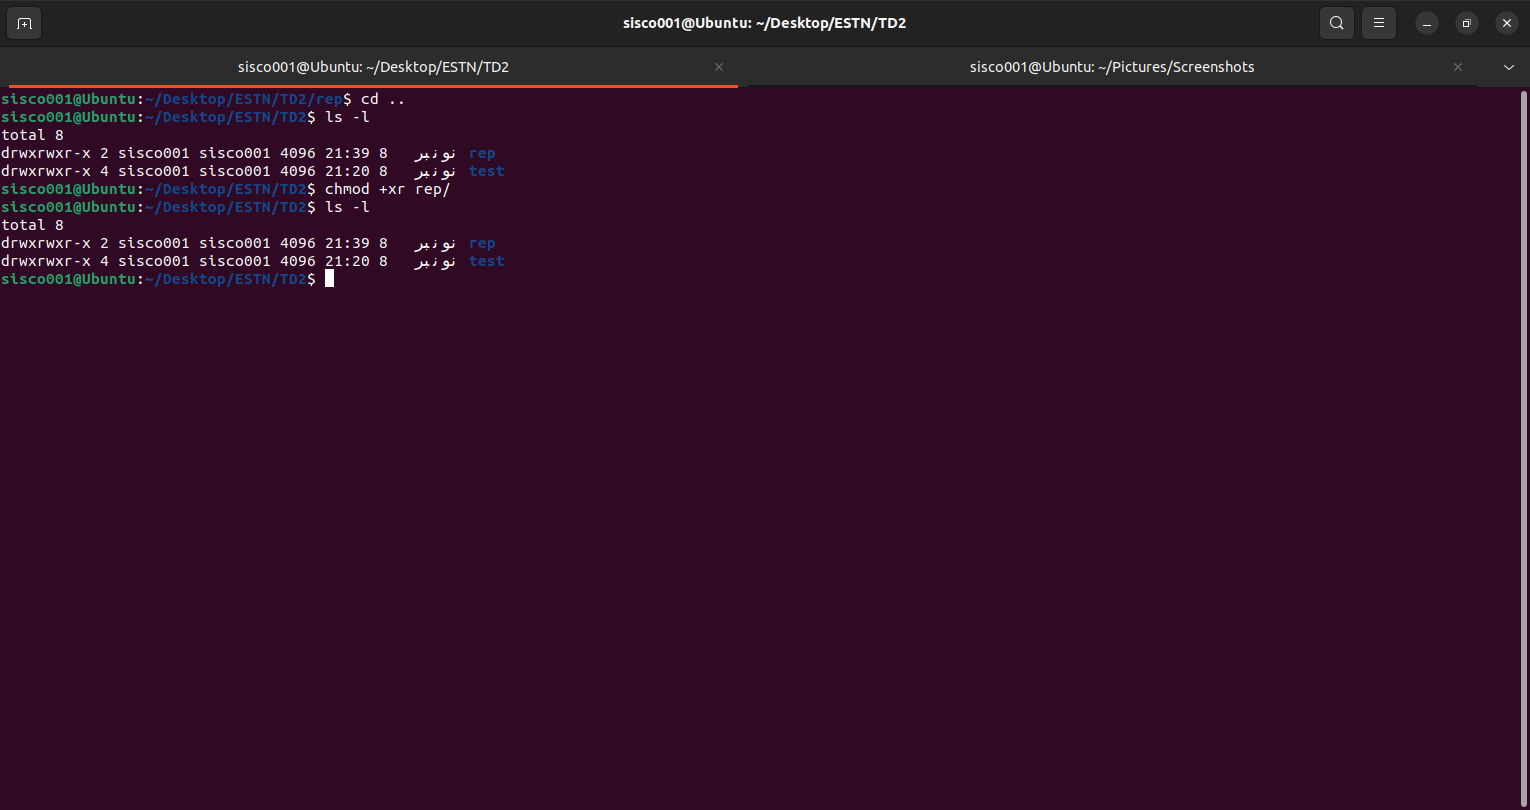 sisco001@Ubuntu: ~/Desktop/ESTN/TD2
sisco001@Ubuntu: ~/Desktop/ESTN/TD2
sisco001@Ubuntu: ~/Pictures/Screenshots
sisco001@Ubuntu:~/Desktop/ESTN/TD2/rep$ cd ..
sisco001@Ubuntu:~/Desktop/ESTN/TD2$ ls -l
total 8
drwxrwxr-x 2 sisco001 sisco001 4096 21:39 8   نونبر rep
drwxrwxr-x 4 sisco001 sisco001 4096 21:20 8   نونبر test
sisco001@Ubuntu:~/Desktop/ESTN/TD2$ chmod +xr rep/
sisco001@Ubuntu:~/Desktop/ESTN/TD2$ ls -l
total 8
drwxrwxr-x 2 sisco001 sisco001 4096 21:39 8   نونبر rep
drwxrwxr-x 4 sisco001 sisco001 4096 21:20 8   نونبر test
sisco001@Ubuntu:~/Desktop/ESTN/TD2$